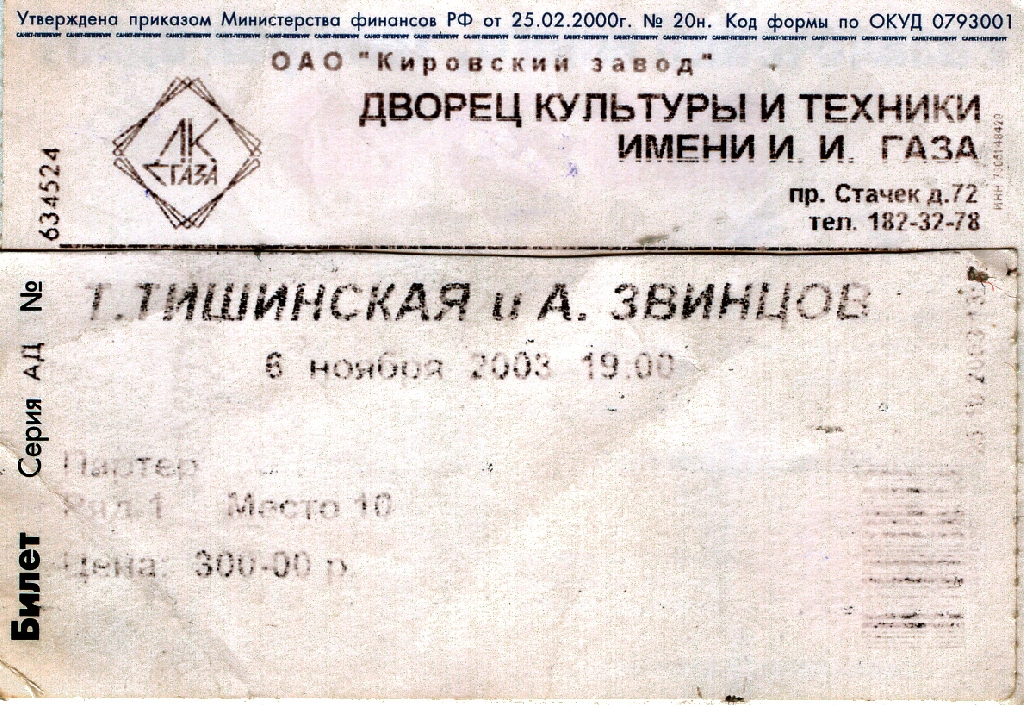 Утверждена приказом Министерства финансов РФ от 25.02.2000г. № 20н. Код формы по ОКУД 0793001
ОАО "Кировский завод"
ДВОРЕЦ КУЛЬТУРЫ И ТЕХНИКИ
ИМЕНИ И. И. ГАЗА
ГАЗА
пр. Стачек д.72
тел. 182-32-78
634524
Билет Серия АД №
Т.ТИШИНСКАЯ и А. ЗВИНЦОВ
6 ноября 2003 19.00
Партер
Ряд 1 Место 10
Цена: 300-00 р.